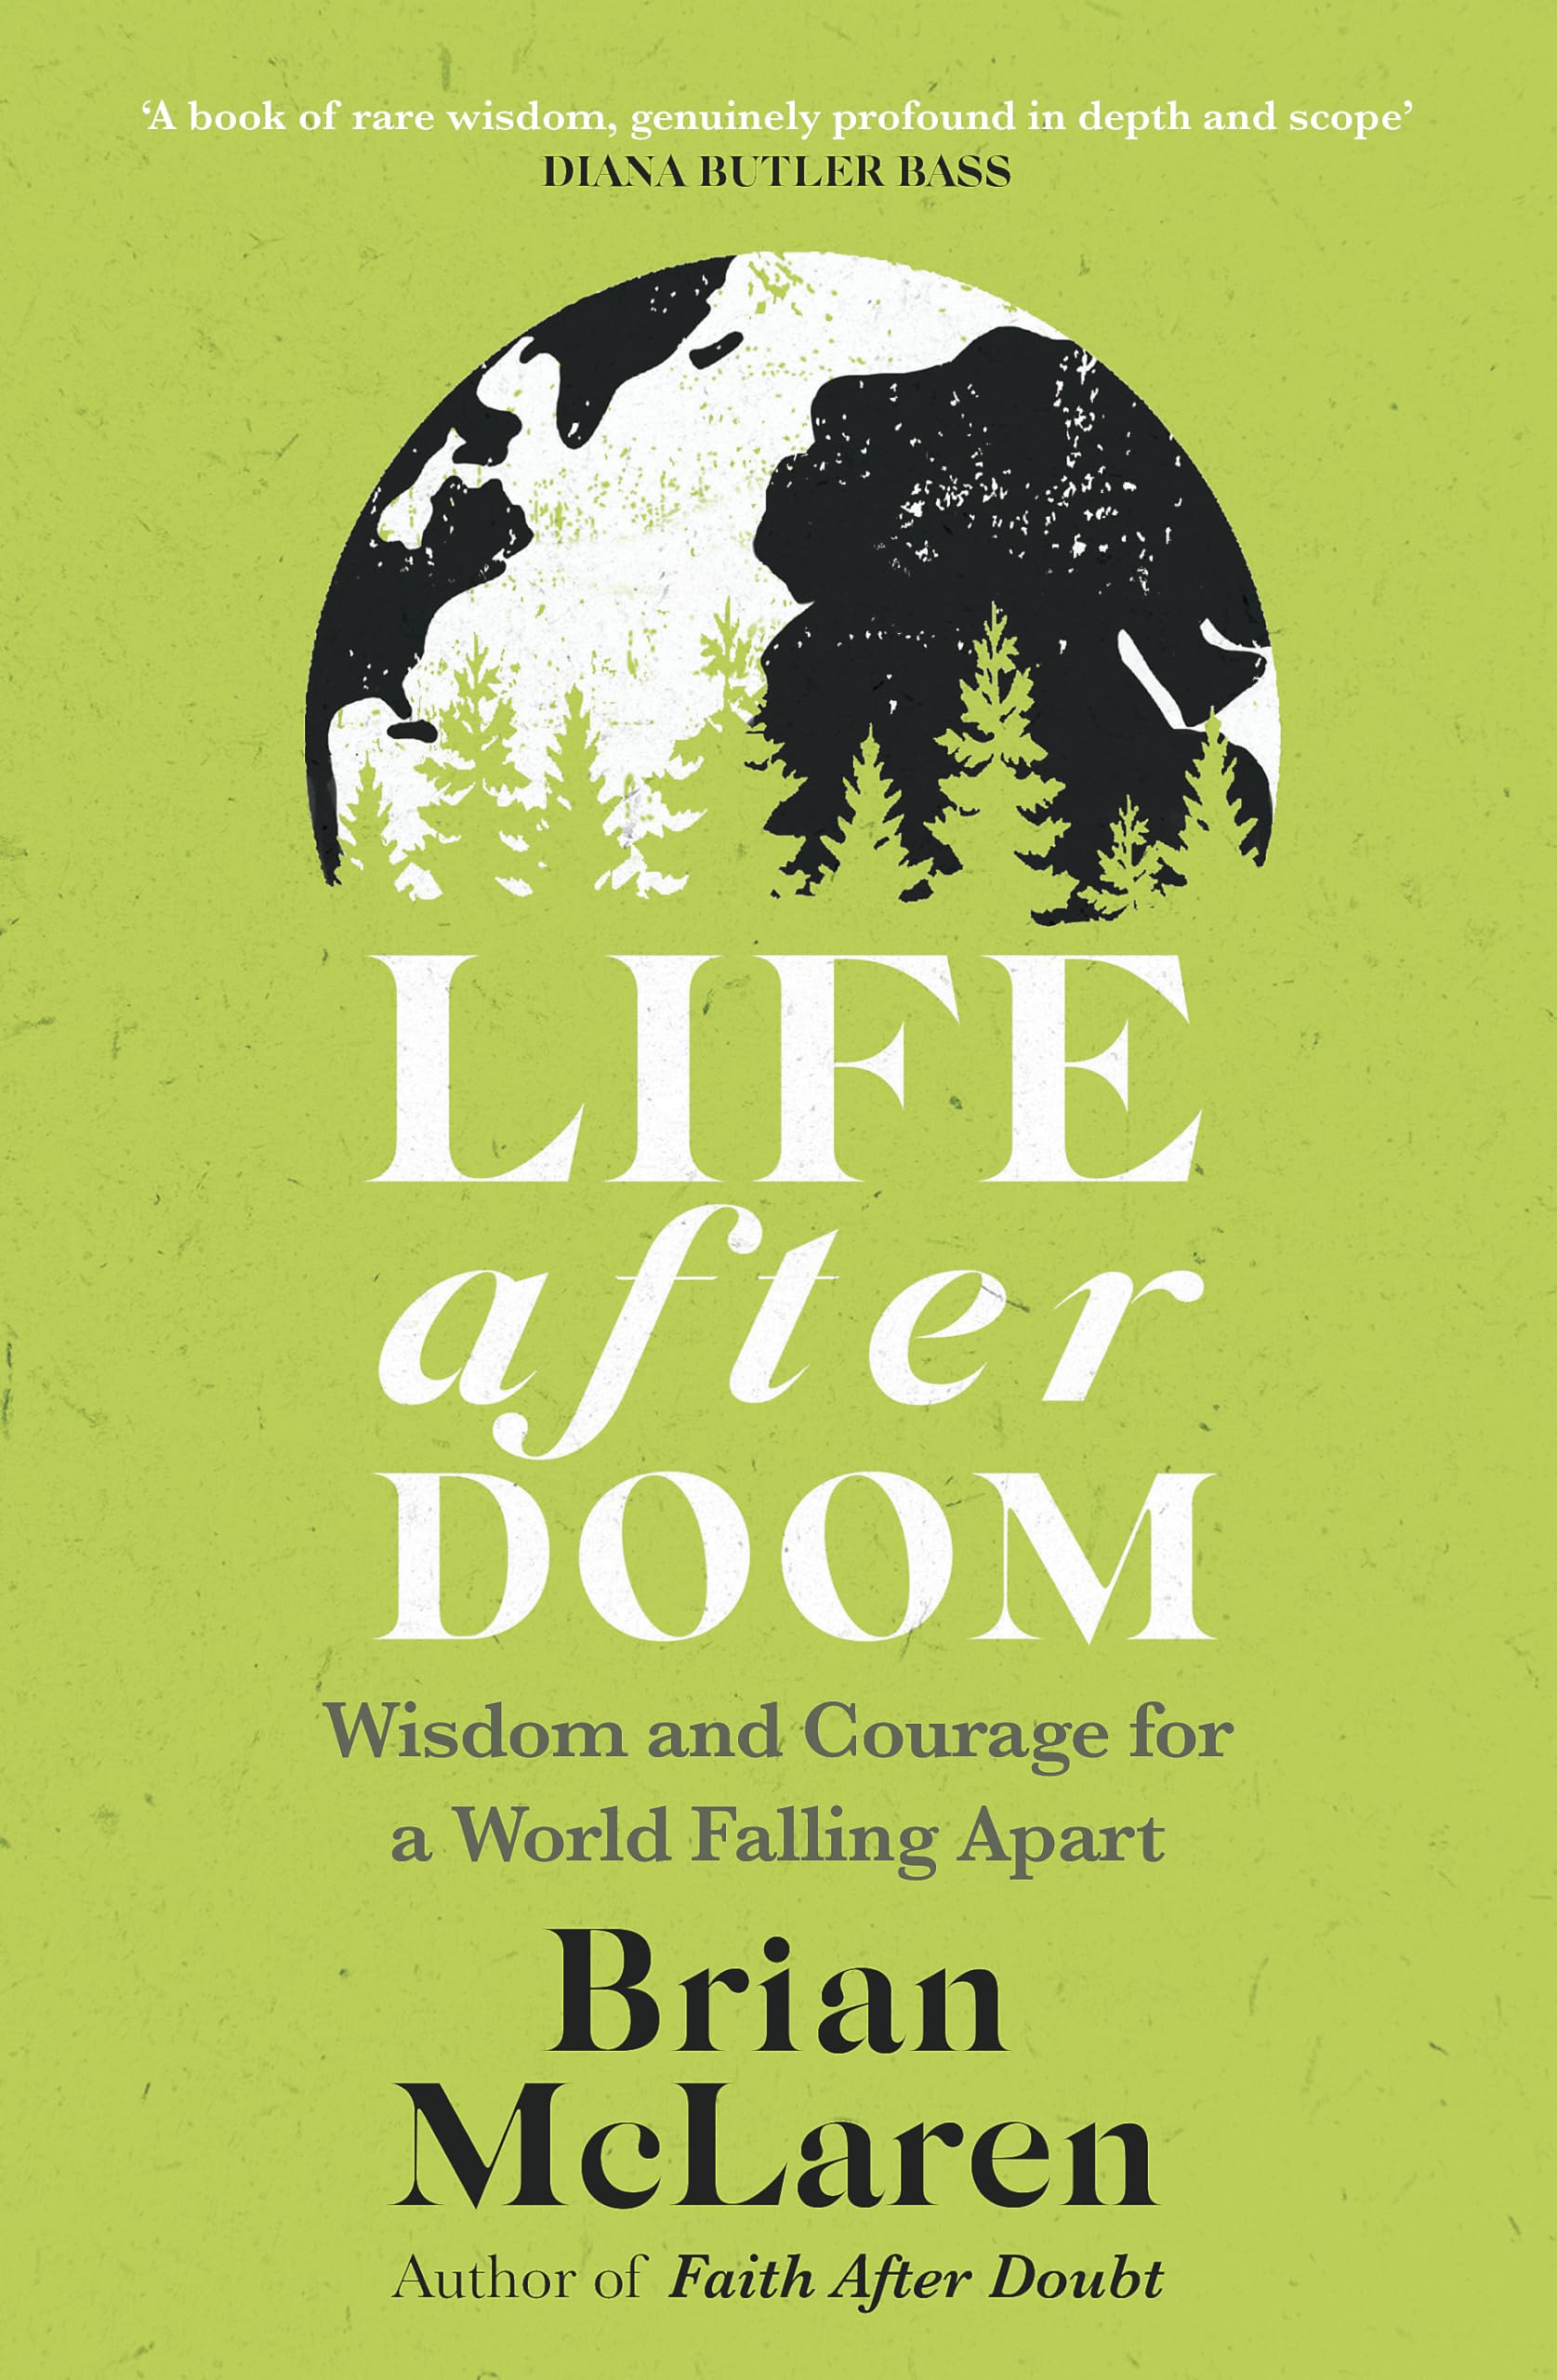 ‘A book of rare wisdom, genuinely profound in depth and scope’
DIANA BUTLER BASS
LIFE
after
DOOM
Wisdom and Courage for
a World Falling Apart
Brian
McLaren
Author of Faith After Doubt